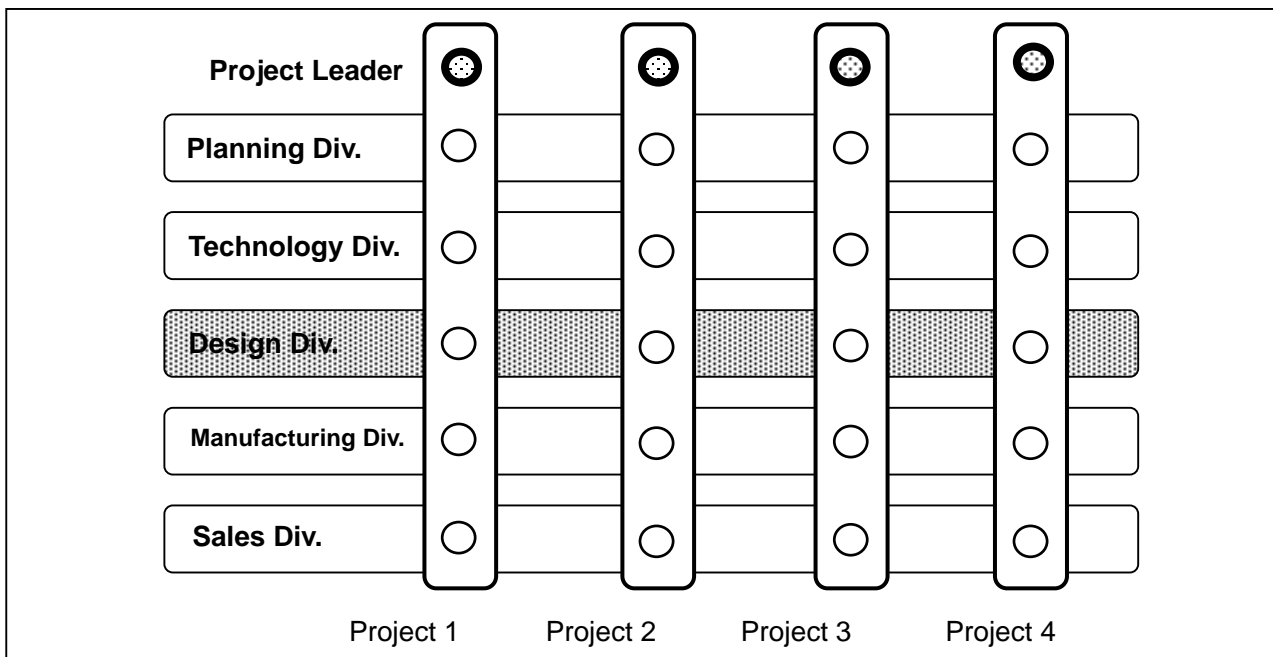 Project Leader
Planning Div.
Technology Div.
Design Div.
Manufacturing Div.
Sales Div.
Project 1 Project 2 Project 3 Project 4